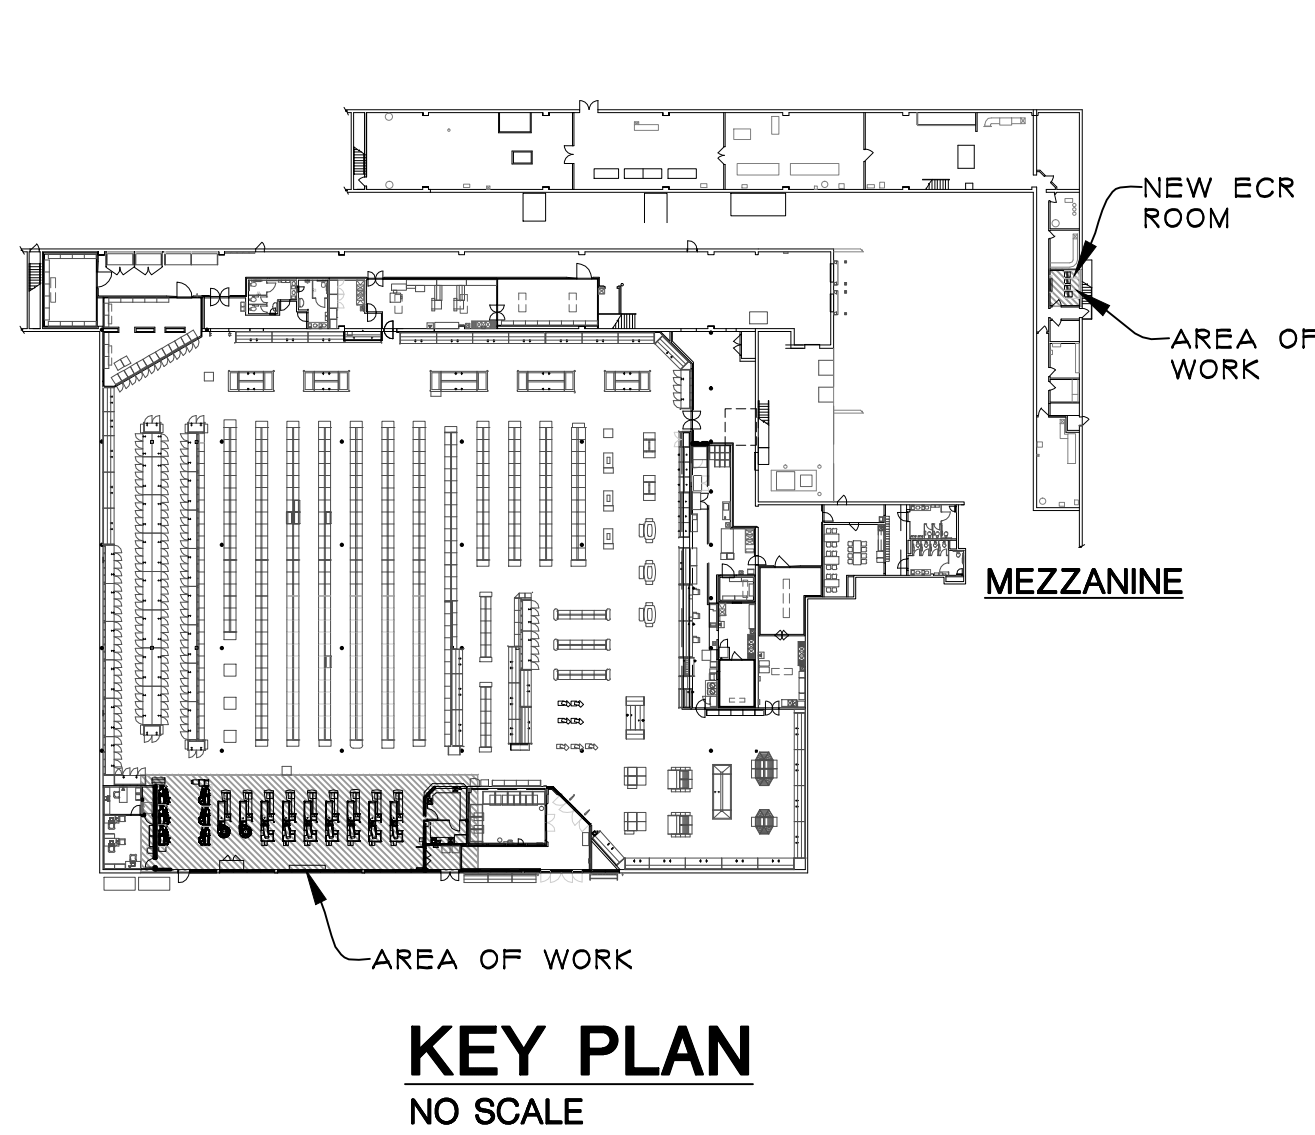 NEW ECR
ROOM
AREA OF
WORK
MEZZANINE
AREA OF WORK
KEY PLAN
NO SCALE